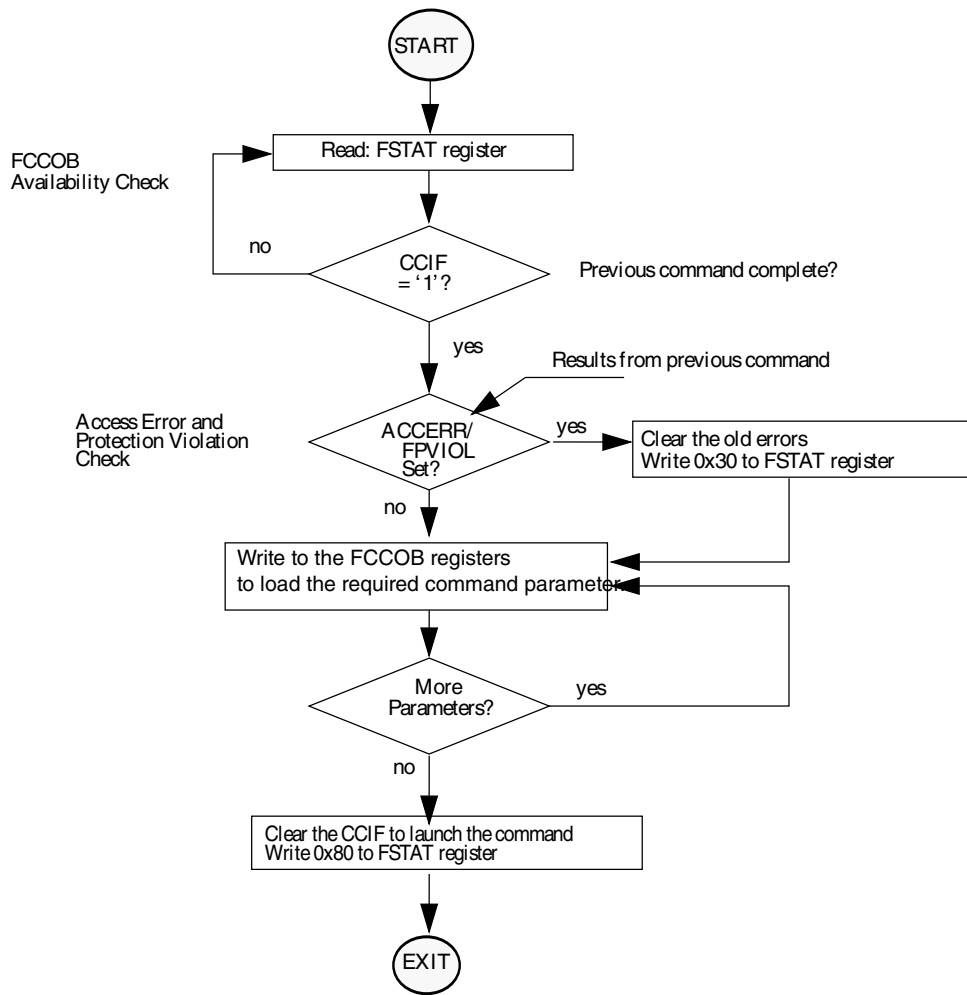 START
Read: FSTAT register
FCCOB
Availability Check
no
CCIF
= ‘1’?
Previous command complete?
yes
Results from previous command
Access Error and
Protection Violation
Check
ACCERR/
FPVIOL
Set?
yes
Clear the old errors
Write 0x30 to FSTAT register
no
Write to the FCCOB registers
to load the required command parameter.
More
Parameters?
yes
no
Clear the CCIF to launch the command
Write 0x80 to FSTAT register
EXIT